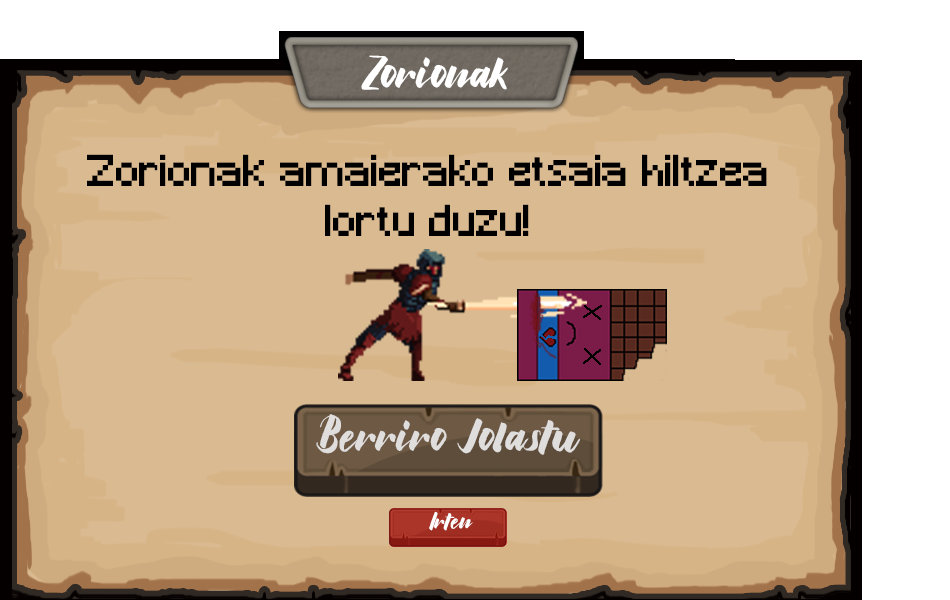 Zorionak
Zorionak amaierako etsaia hiltzea
lortu duzu!
Berriro Jolastu
Irten